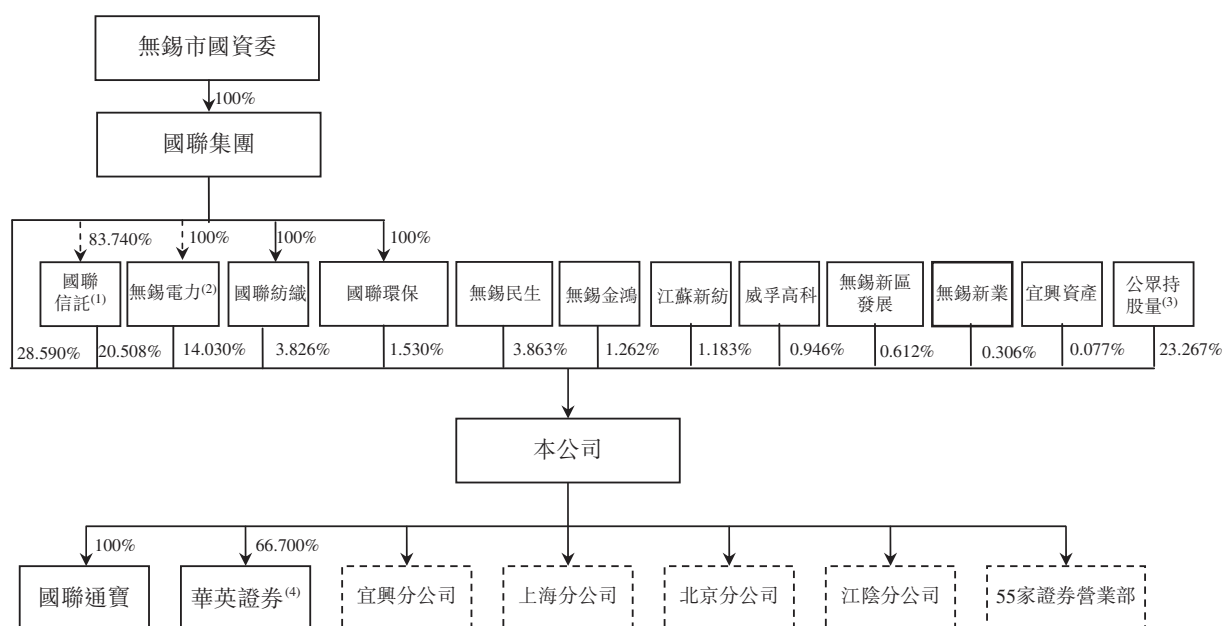 無錫市國資委
100%
國聯集團
83.740%
100%
100%
100%
國聯
信託(1)
無錫電力(2)
國聯紡織
國聯環保
無錫民生
無錫金鴻
江蘇新紡
威孚高科
無錫新區
發展
無錫新業
宜興資產
公眾持
股量(3)
28.590%
20.508%
14.030%
3.826%
1.530%
3.863%
1.262%
1.183%
0.946%
0.612%
0.306%
0.077%
23.267%
本公司
100%
66.700%
國聯通寶
華英證券(4)
宜興分公司
上海分公司
北京分公司
江陰分公司
55家證券營業部